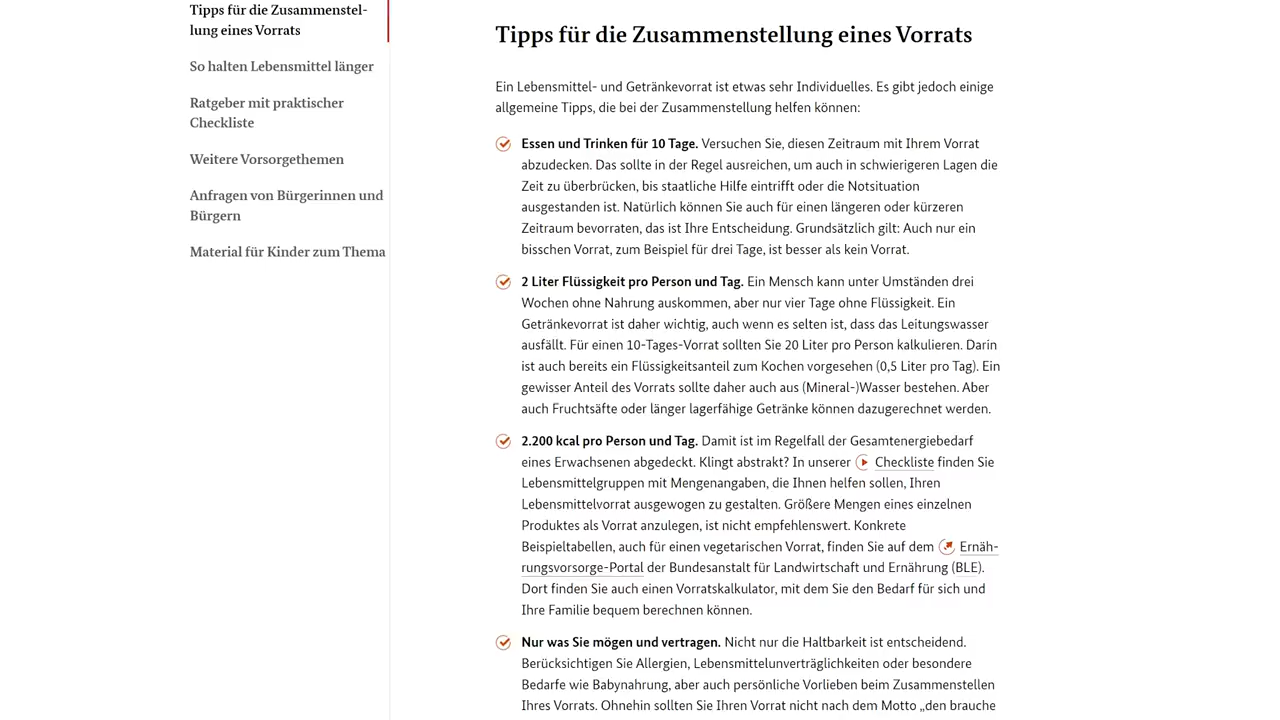 Tipps für die Zusammenstel-
lung eines Vorrats
So halten Lebensmittel länger
Ratgeber mit praktischer
Checkliste
Weitere Vorsorgethemen
Anfragen von Bürgerinnen und
Bürgern
Material für Kinder zum Thema
Tipps für die Zusammenstellung eines Vorrats
Ein Lebensmittel- und Getränkevorrat ist etwas sehr Individuelles. Es gibt jedoch einige
allgemeine Tipps, die bei der Zusammenstellung helfen können:
Essen und Trinken für 10 Tage. Versuchen Sie, diesen Zeitraum mit Ihrem Vorrat
abzudecken. Das sollte in der Regel ausreichen, um auch in schwierigeren Lagen die
Zeit zu überbrücken, bis staatliche Hilfe eintrifft oder die Notsituation
ausgestanden ist. Natürlich können Sie auch für einen längeren oder kürzeren
Zeitraum bevorraten, das ist Ihre Entscheidung. Grundsätzlich gilt: Auch nur ein
bisschen Vorrat, zum Beispiel für drei Tage, ist besser als kein Vorrat.
2 Liter Flüssigkeit pro Person und Tag. Ein Mensch kann unter Umständen drei
Wochen ohne Nahrung auskommen, aber nur vier Tage ohne Flüssigkeit. Ein
Getränkevorrat ist daher wichtig, auch wenn es selten ist, dass das Leitungswasser
ausfällt. Für einen 10-Tages-Vorrat sollten Sie 20 Liter pro Person kalkulieren. Darin
ist auch bereits ein Flüssigkeitsanteil zum Kochen vorgesehen (0,5 Liter pro Tag). Ein
gewisser Anteil des Vorrats sollte daher auch aus (Mineral-)Wasser bestehen. Aber
auch Fruchtsäfte oder länger lagerfähige Getränke können dazugerechnet werden.
2.200 kcal pro Person und Tag. Damit ist im Regelfall der Gesamtenergiebedarf
eines Erwachsenen abgedeckt. Klingt abstrakt? In unserer Checkliste finden Sie
Lebensmittelgruppen mit Mengenangaben, die Ihnen helfen sollen, Ihren
Lebensmittelvorrat ausgewogen zu gestalten. Größere Mengen eines einzelnen
Produktes als Vorrat anzulegen, ist nicht empfehlenswert. Konkrete
Beispieltabellen, auch für einen vegetarischen Vorrat, finden Sie auf dem Ernäh-
rungsvorsorge-Portal der Bundesanstalt für Landwirtschaft und Ernährung (BLE).
Dort finden Sie auch einen Vorratskalkulator, mit dem Sie den Bedarf für sich und
Ihre Familie bequem berechnen können.
Nur was Sie mögen und vertragen. Nicht nur die Haltbarkeit ist entscheidend.
Berücksichtigen Sie Allergien, Lebensmittelunverträglichkeiten oder besondere
Bedarfe wie Babynahrung, aber auch persönliche Vorlieben beim Zusammenstellen
Ihres Vorrats. Ohnehin sollten Sie Ihren Vorrat nicht nach dem Motto „den brauche